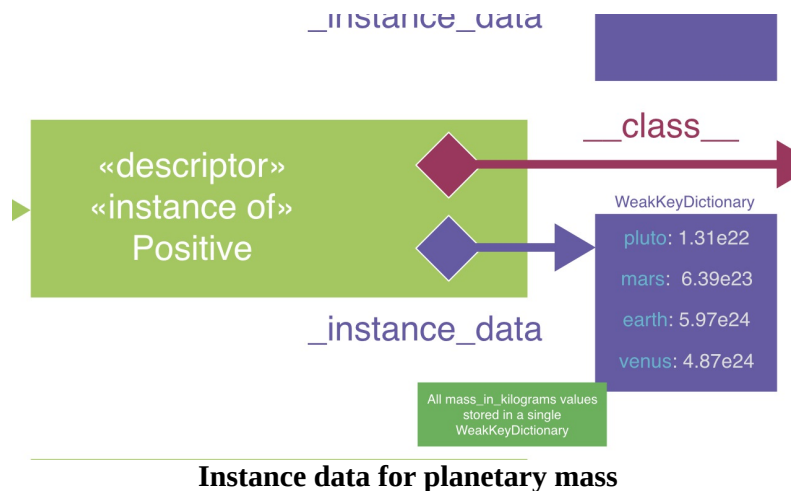 _instance_data
__class__
«descriptor»
«instance of»
Positive
WeakKeyDictionary
pluto: 1.31e22
mars: 6.39e23
earth: 5.97e24
venus: 4.87e24
_instance_data
All mass_in_kilograms values
stored in a single
WeakKeyDictionary
Instance data for planetary mass